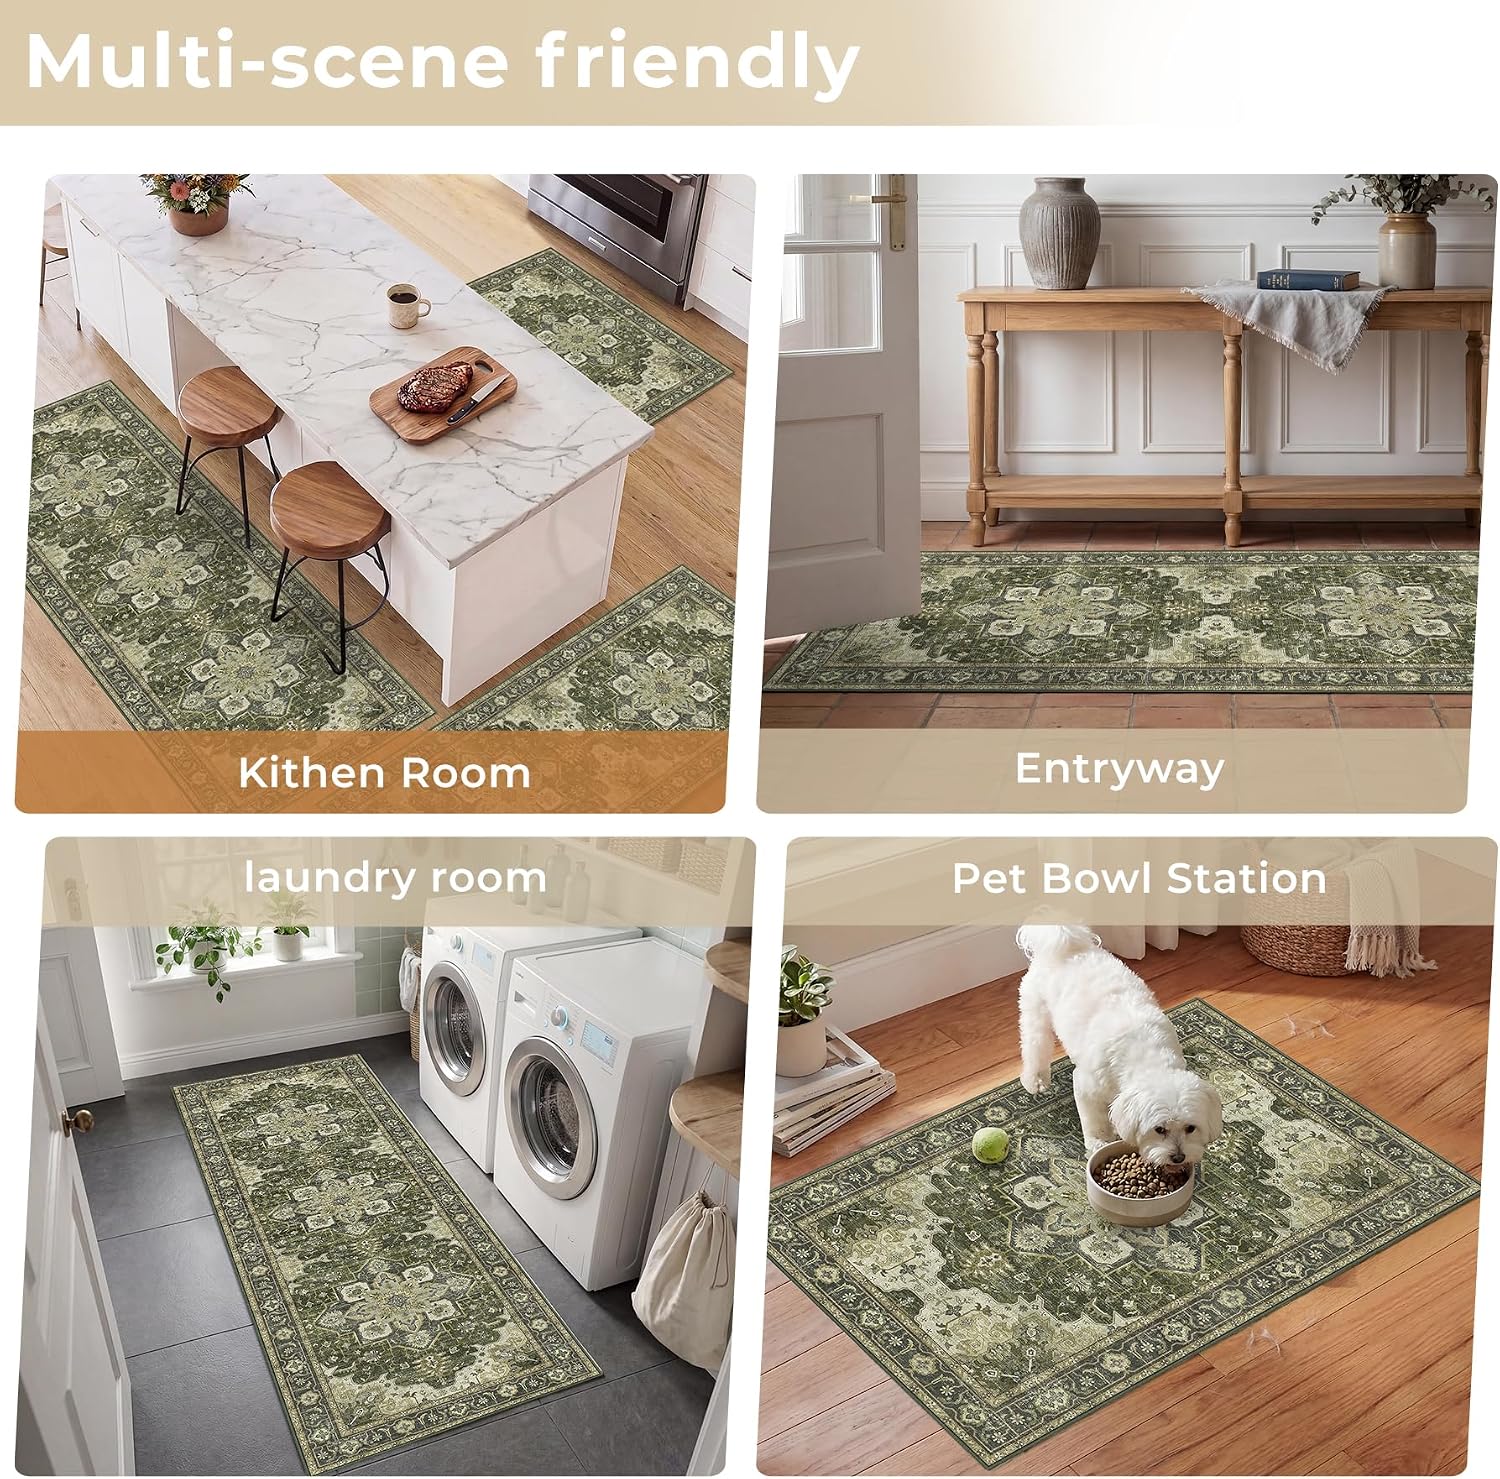 Multi-scene friendly
Kithen Room
Entryway
laundry room
Pet Bowl Station